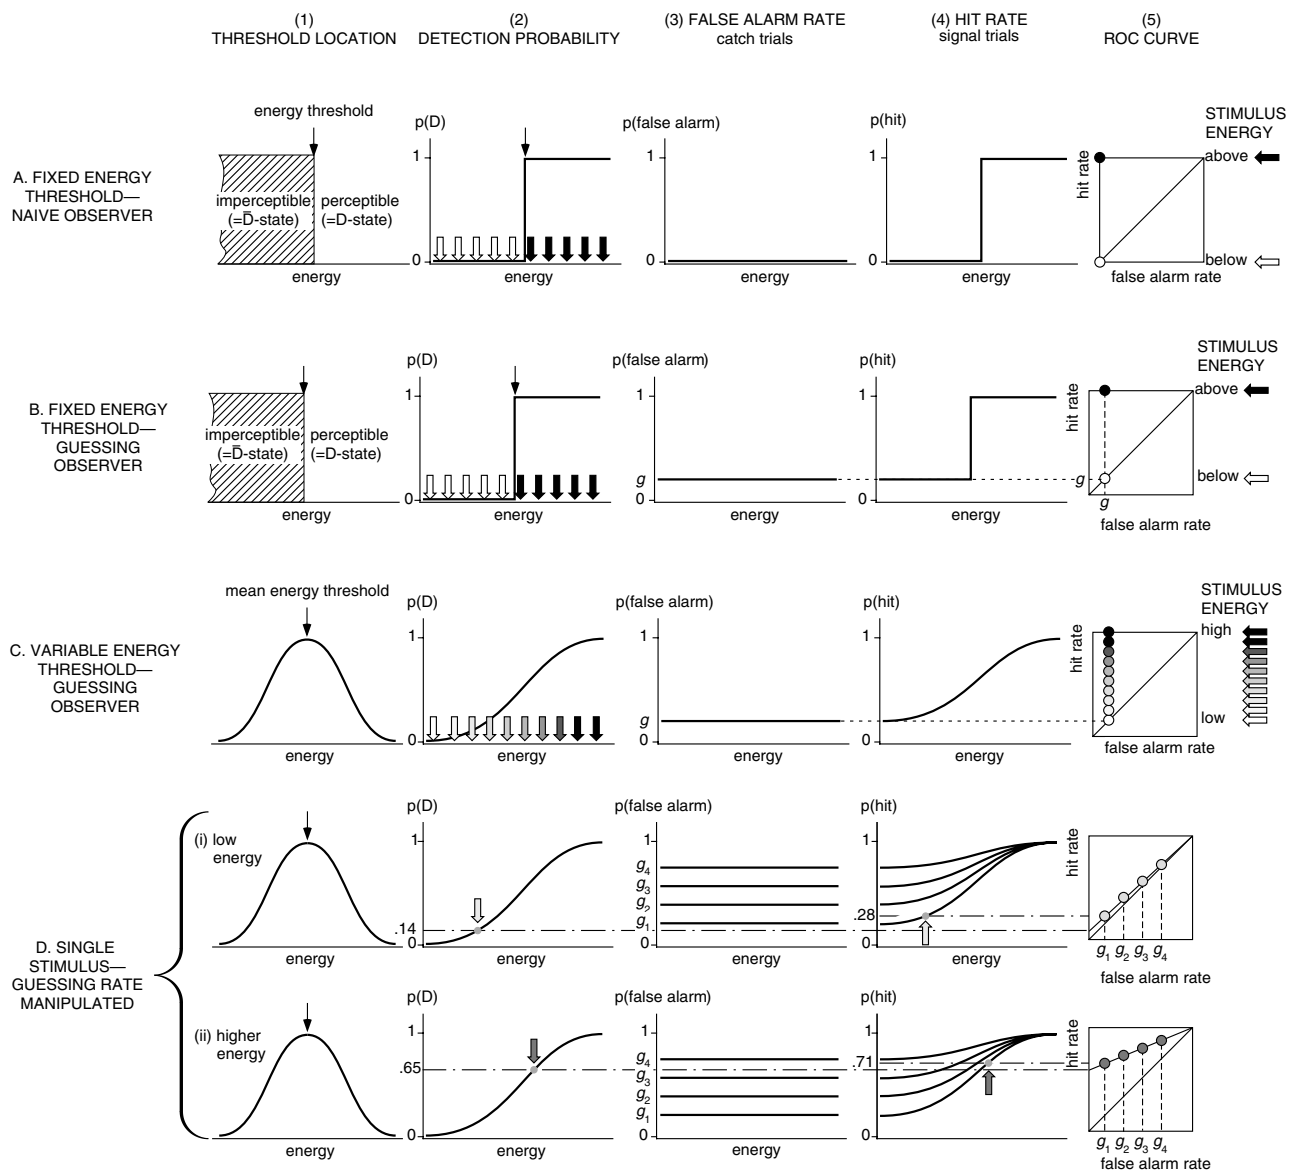 (1)
THRESHOLD LOCATION
(2)
DETECTION PROBABILITY
(3) FALSE ALARM RATE
catch trials
(4) HIT RATE
signal trials
(5)
ROC CURVE
A. FIXED ENERGY
THRESHOLD—
NAIVE OBSERVER
energy threshold
imperceptible
(=D̅-state)
perceptible
(=D-state)
energy
p(D)
1
0
energy
p(false alarm)
1
0
energy
p(hit)
1
0
energy
hit rate
false alarm rate
STIMULUS
ENERGY
above
below
B. FIXED ENERGY
THRESHOLD—
GUESSING
OBSERVER
imperceptible
(=D̅-state)
perceptible
(=D-state)
energy
p(D)
1
0
energy
p(false alarm)
1
g
0
energy
p(hit)
1
0
energy
hit rate
g
g
false alarm rate
STIMULUS
ENERGY
above
below
C. VARIABLE ENERGY
THRESHOLD—
GUESSING
OBSERVER
mean energy threshold
energy
p(D)
1
0
energy
p(false alarm)
1
g
0
energy
p(hit)
1
0
energy
hit rate
false alarm rate
STIMULUS
ENERGY
high
low
D. SINGLE
STIMULUS—
GUESSING RATE
MANIPULATED
(i) low
energy
energy
p(D)
1
.14
0
energy
p(false alarm)
1
g4
g3
g2
g1
0
energy
p(hit)
1
.28
0
energy
hit rate
g1 g2 g3 g4
false alarm rate
(ii) higher
energy
energy
p(D)
1
.65
0
energy
p(false alarm)
1
g4
g3
g2
g1
0
energy
p(hit)
1
.71
0
energy
hit rate
g1 g2 g3 g4
false alarm rate